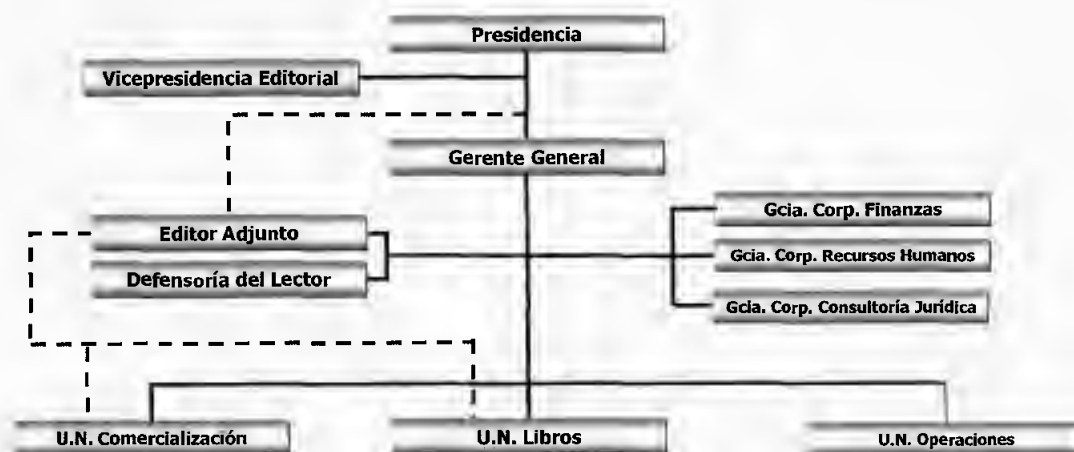 Presidencia
Vicepresidencia Editorial
Gerente General
Editor Adjunto
Defensoría del Lector
Gcia. Corp. Finanzas
Gcia. Corp. Recursos Humanos
Gcia. Corp. Consultoría Jurídica
U.N. Comercialización
U.N. Libros
U.N. Operaciones